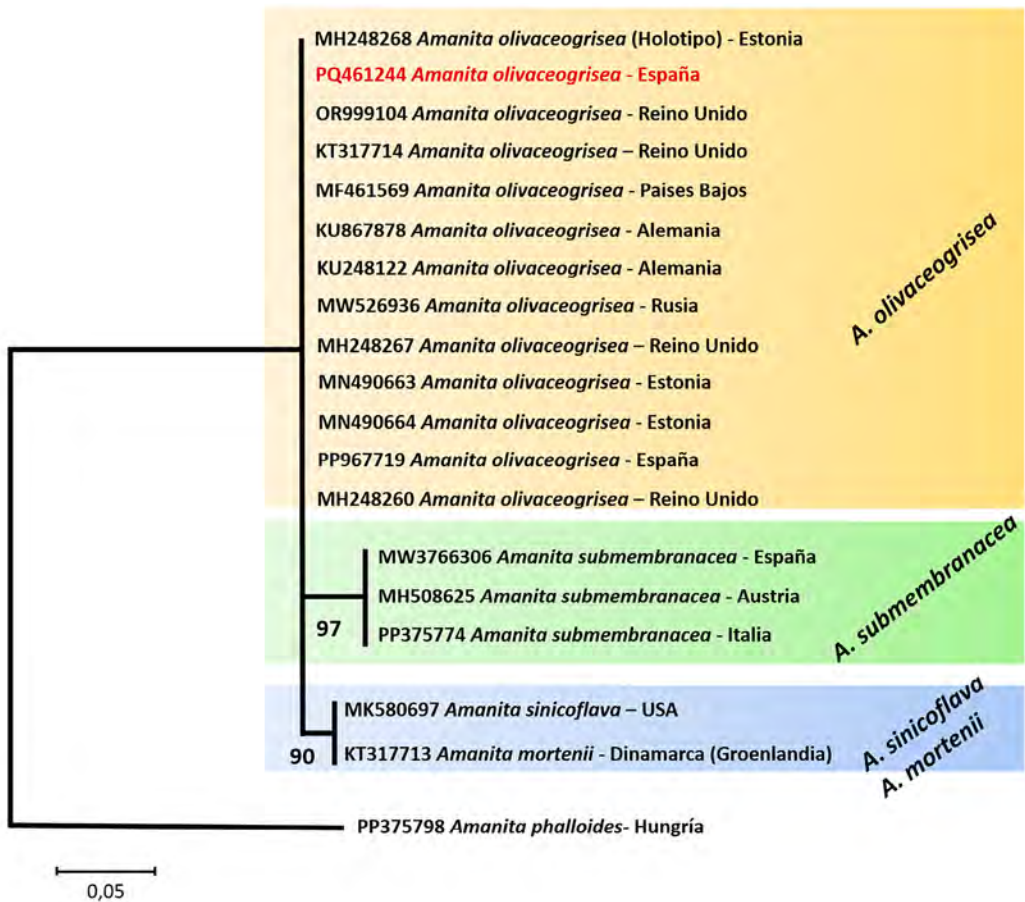 MH248268 Amanita olivaceogrisea (Holotipo) - Estonia
PQ461244 Amanita olivaceogrisea - España
OR999104 Amanita olivaceogrisea - Reino Unido
KT317714 Amanita olivaceogrisea – Reino Unido
MF461569 Amanita olivaceogrisea - Paises Bajos
KU867878 Amanita olivaceogrisea - Alemania
KU248122 Amanita olivaceogrisea - Alemania
MW526936 Amanita olivaceogrisea - Rusia
MH248267 Amanita olivaceogrisea – Reino Unido
MN490663 Amanita olivaceogrisea - Estonia
MN490664 Amanita olivaceogrisea - Estonia
PP967719 Amanita olivaceogrisea - España
MH248260 Amanita olivaceogrisea – Reino Unido
A. olivaceogrisea
MW3766306 Amanita submembranacea - España
MH508625 Amanita submembranacea - Austria
PP375774 Amanita submembranacea - Italia
97
A. submembranacea
MK580697 Amanita sinicoflava – USA
KT317713 Amanita mortenii - Dinamarca (Groenlandia)
90
A. sinicoflava
A. mortenii
PP375798 Amanita phalloides- Hungría
0,05